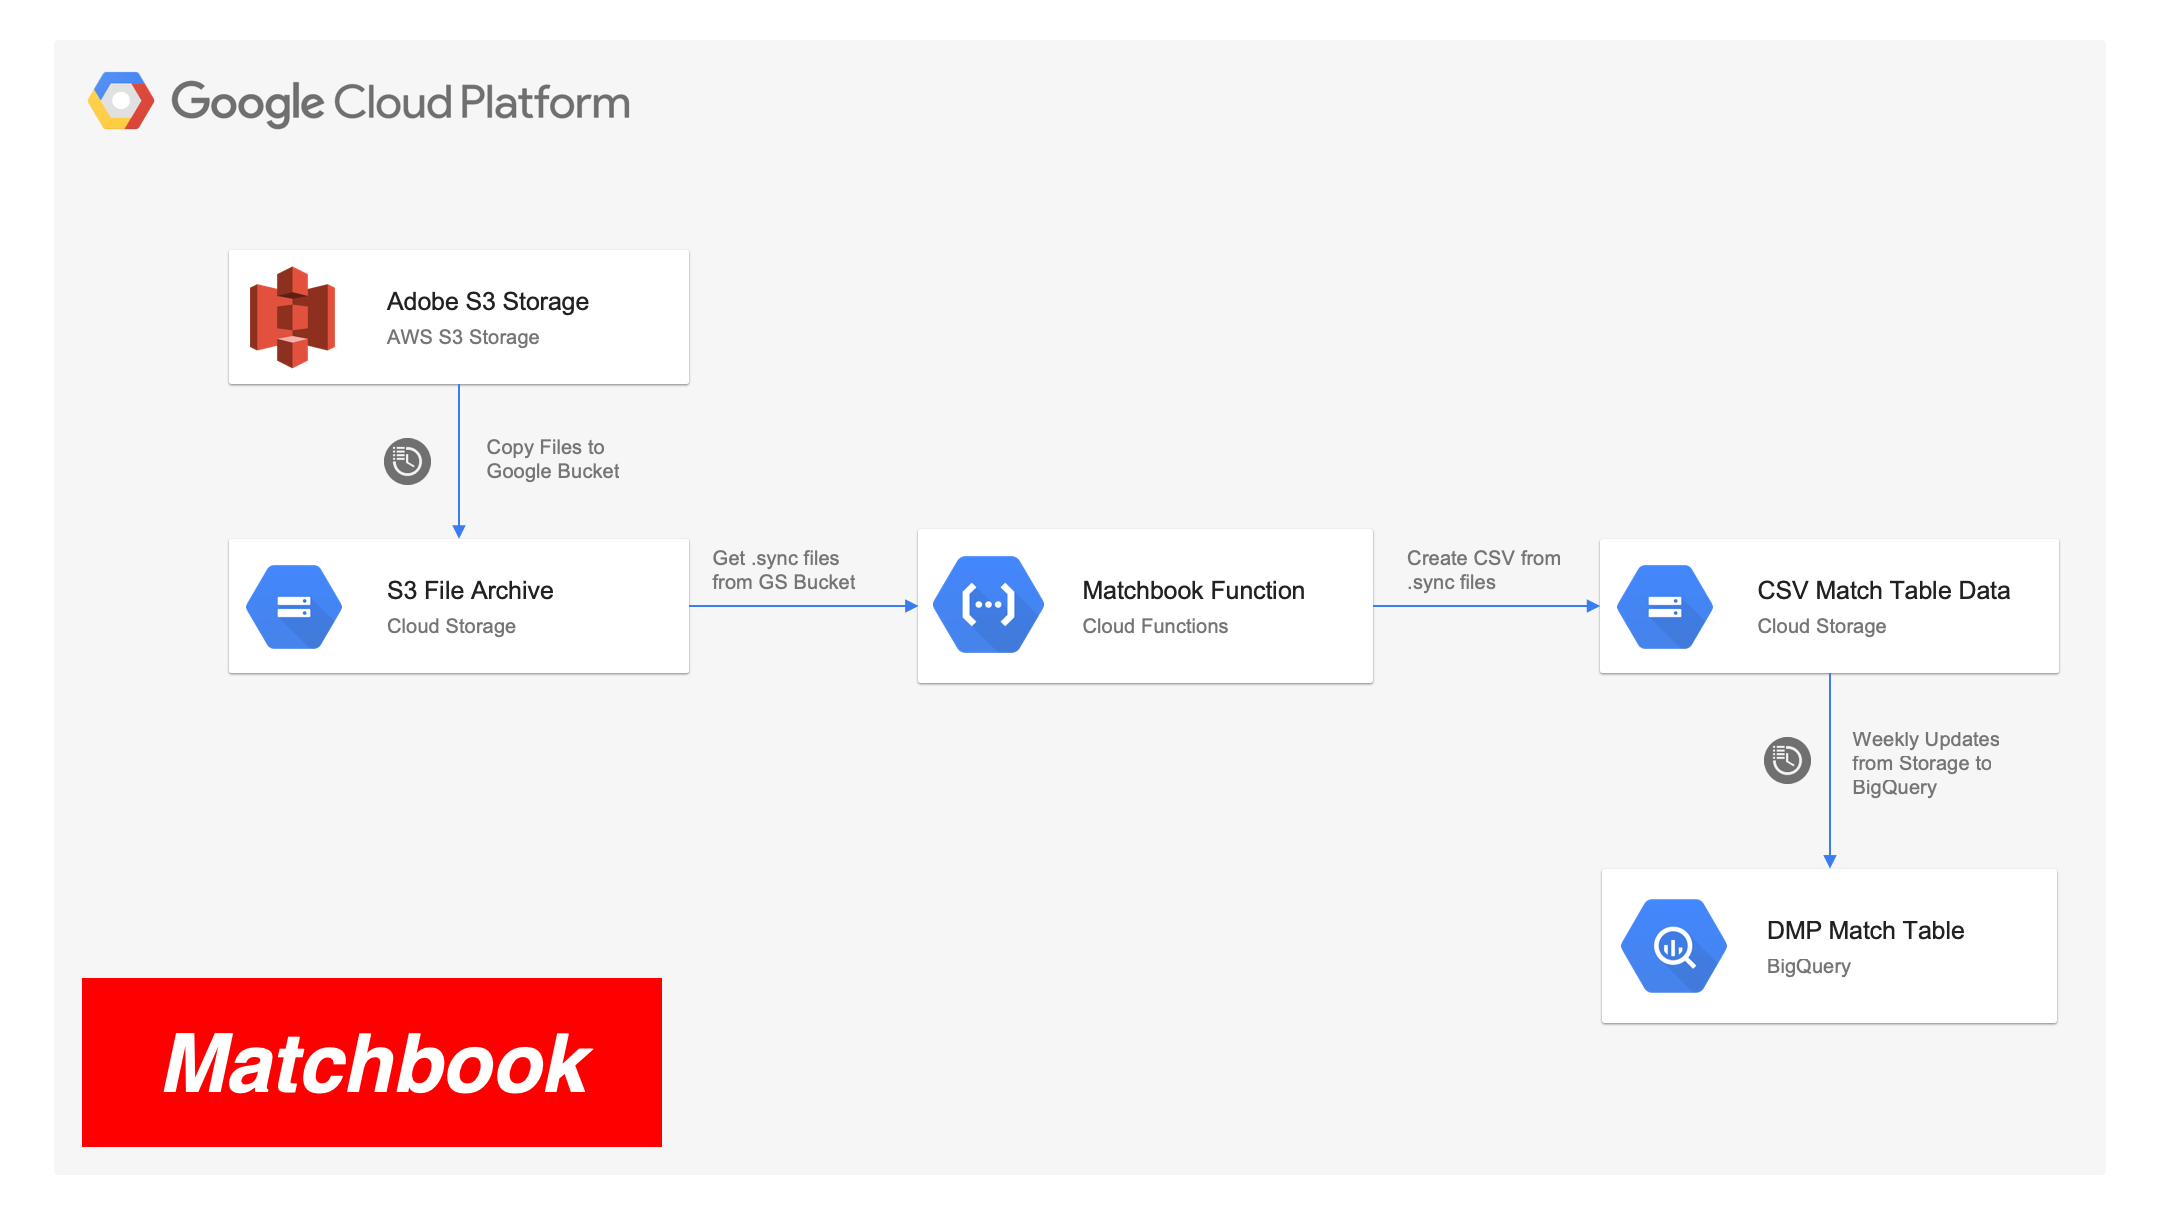 Google Cloud Platform
Adobe S3 Storage
AWS S3 Storage
Copy Files to
Google Bucket
S3 File Archive
Cloud Storage
Get .sync files
from GS Bucket
Matchbook Function
Cloud Functions
Create CSV from
.sync files
CSV Match Table Data
Cloud Storage
Weekly Updates
from Storage to
BigQuery
DMP Match Table
BigQuery
Matchbook